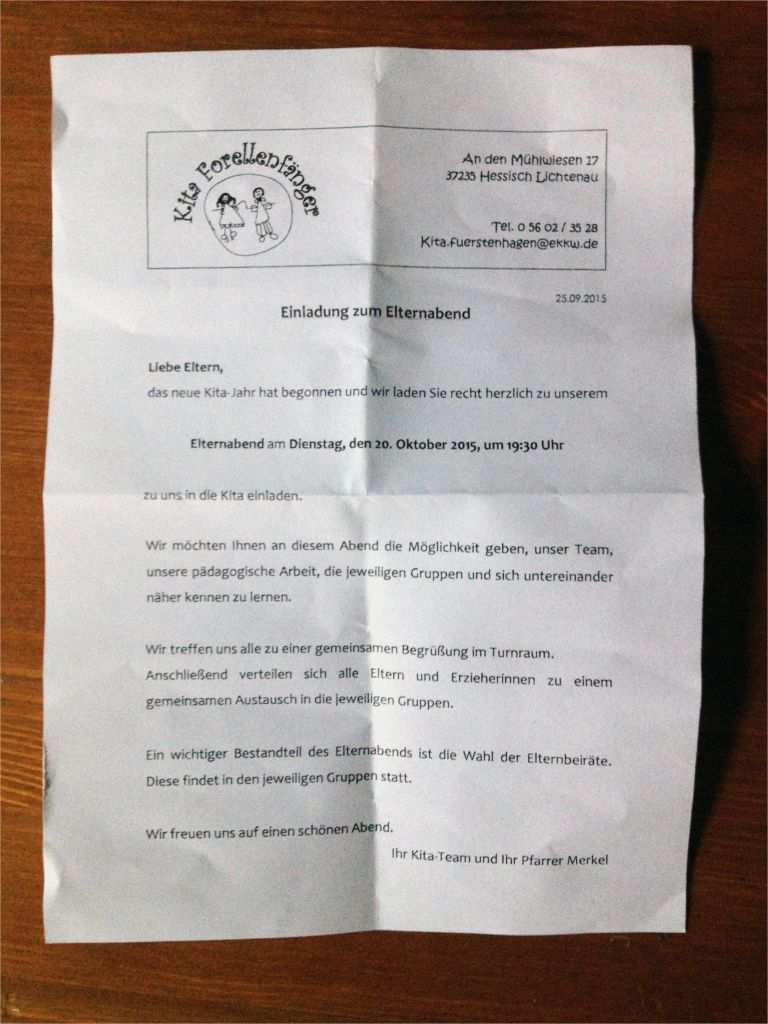 Kita Forellenfänger
An den Mühlwiesen 17
37235 Hessisch Lichtenau
Tel. 0 56 02 / 35 28
Kita.fuerstenhagen@ekkw.de
25.09.2015
Einladung zum Elternabend
Liebe Eltern,
das neue Kita-Jahr hat begonnen und wir laden Sie recht herzlich zu unserem
Elternabend am Dienstag, den 20. Oktober 2015, um 19:30 Uhr
zu uns in die Kita einladen.
Wir möchten Ihnen an diesem Abend die Möglichkeit geben, unser Team,
unsere pädagogische Arbeit, die jeweiligen Gruppen und sich untereinander
näher kennen zu lernen.
Wir treffen uns alle zu einer gemeinsamen Begrüßung im Turnraum.
Anschließend verteilen sich alle Eltern und Erzieherinnen zu einem
gemeinsamen Austausch in die jeweiligen Gruppen.
Ein wichtiger Bestandteil des Elternabends ist die Wahl der Elternbeiräte.
Diese findet in den jeweiligen Gruppen statt.
Wir freuen uns auf einen schönen Abend.
Ihr Kita-Team und Ihr Pfarrer Merkel